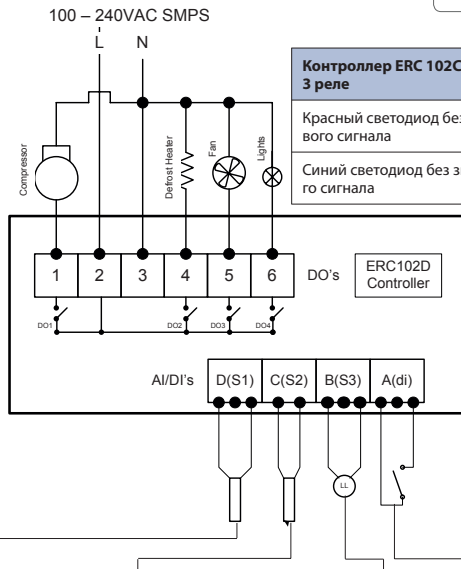 100 – 240VAC SMPS
L N
Контроллер ERC 102C
3 реле
Красный светодиод без
вого сигнала
Синий светодиод без з
го сигнала
Compressor
Defrost Heater
Fan
Lights
1 2 3 4 5 6 DO's
ERC102D
Controller
DO1 DO2 DO3 DO4
AI/DI's D(S1) C(S2) B(S3) A(di)
LL